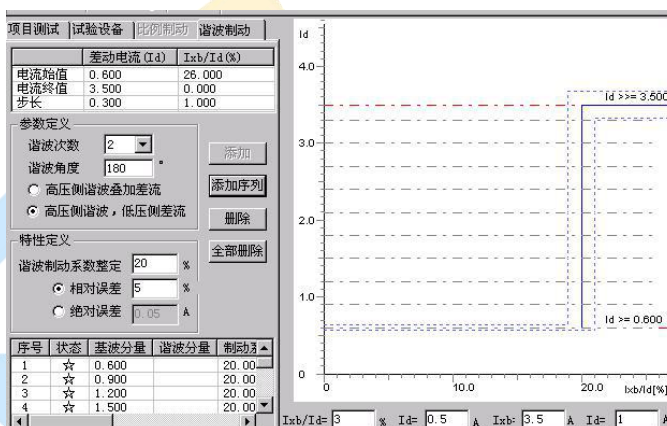 项目测试 试验设备 比例制动 谐波制动
差动电流(Id) Ixb/Id(%)
电流始值 0.600 26.000
电流终值 3.500 0.000
步长 0.300 1.000
参数定义
谐波次数 2
谐波角度 180 °
高压侧谐波叠加差流
高压侧谐波，低压侧差流
添加
添加序列
删除
全部删除
特性定义
谐波制动系数整定 20 %
相对误差 5 %
绝对误差 0.05 A
序号 状态 基波分量 谐波分量
1 ☆ 0.600 20.00
2 ☆ 0.900 20.00
3 ☆ 1.200 20.00
4 ☆ 1.500 20.00
Id
4.0
3.0
2.0
1.0
0
Id >>= 3.500
Id >= 0.600
0 10.0 20.0 Ixb/Id[%]
Ixb/Id= 3 % Id= 0.5 A Ixb: 3.5 A Id= 1 A